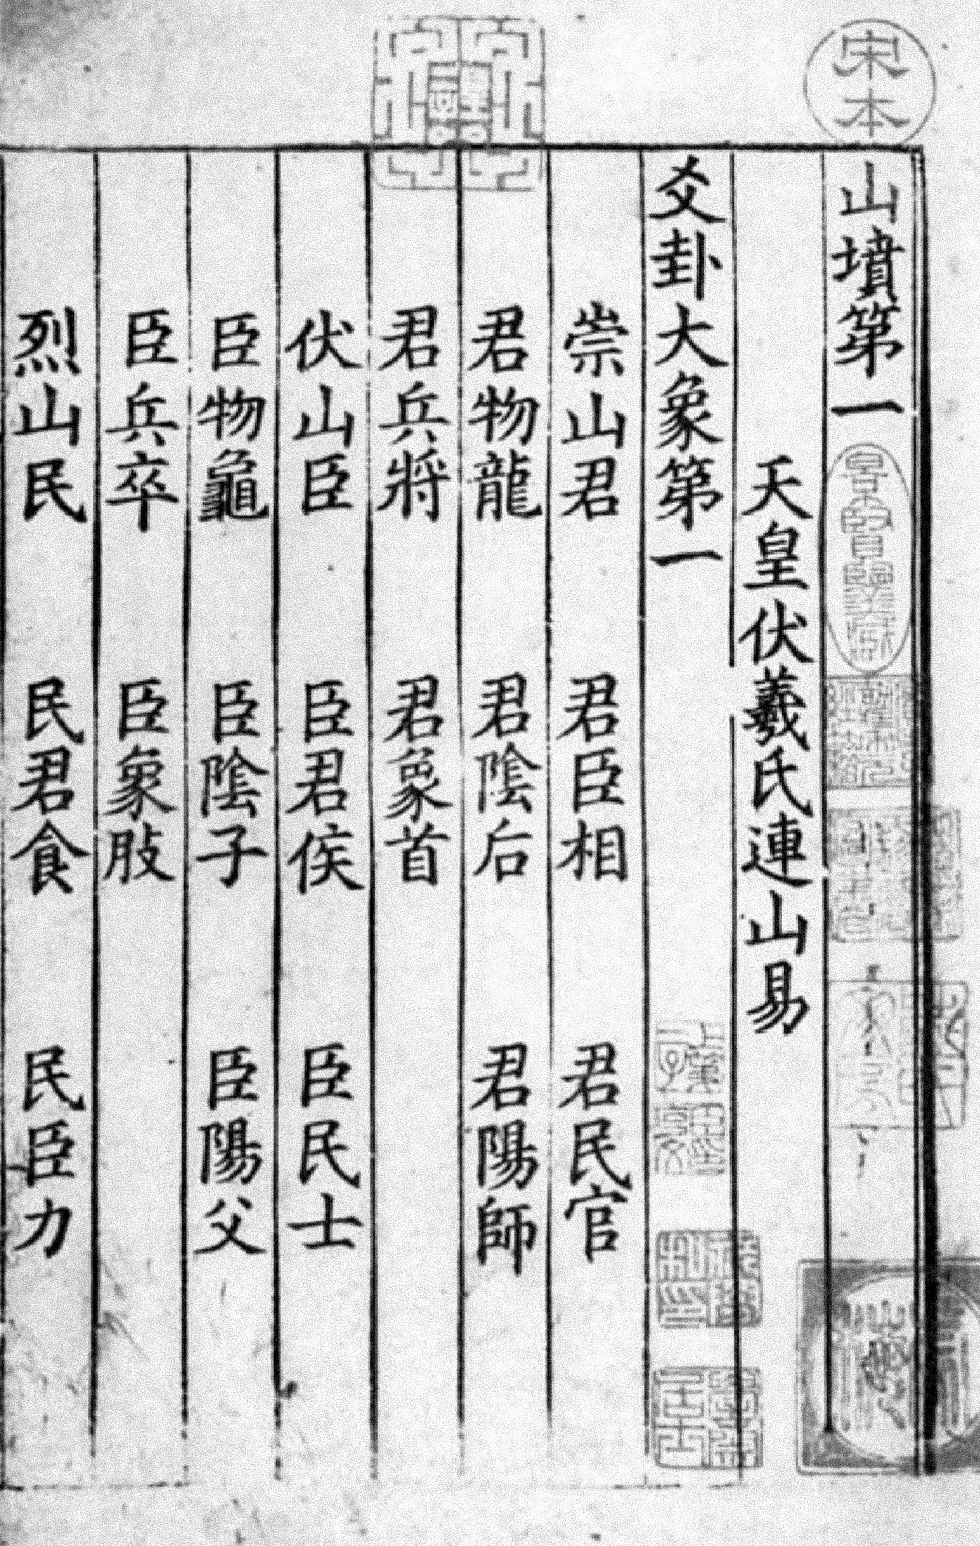 宋本
山墳第一
天皇伏羲氏連山易
爻卦大象第一
崇山君 君臣相 君民官
君物龍 君陰后 君陽師
君兵將 君象首
伏山臣 臣君侯 臣民士
臣物龜 臣陰子 臣陽父
臣兵卒 臣象肢
烈山民 民君食 民臣力